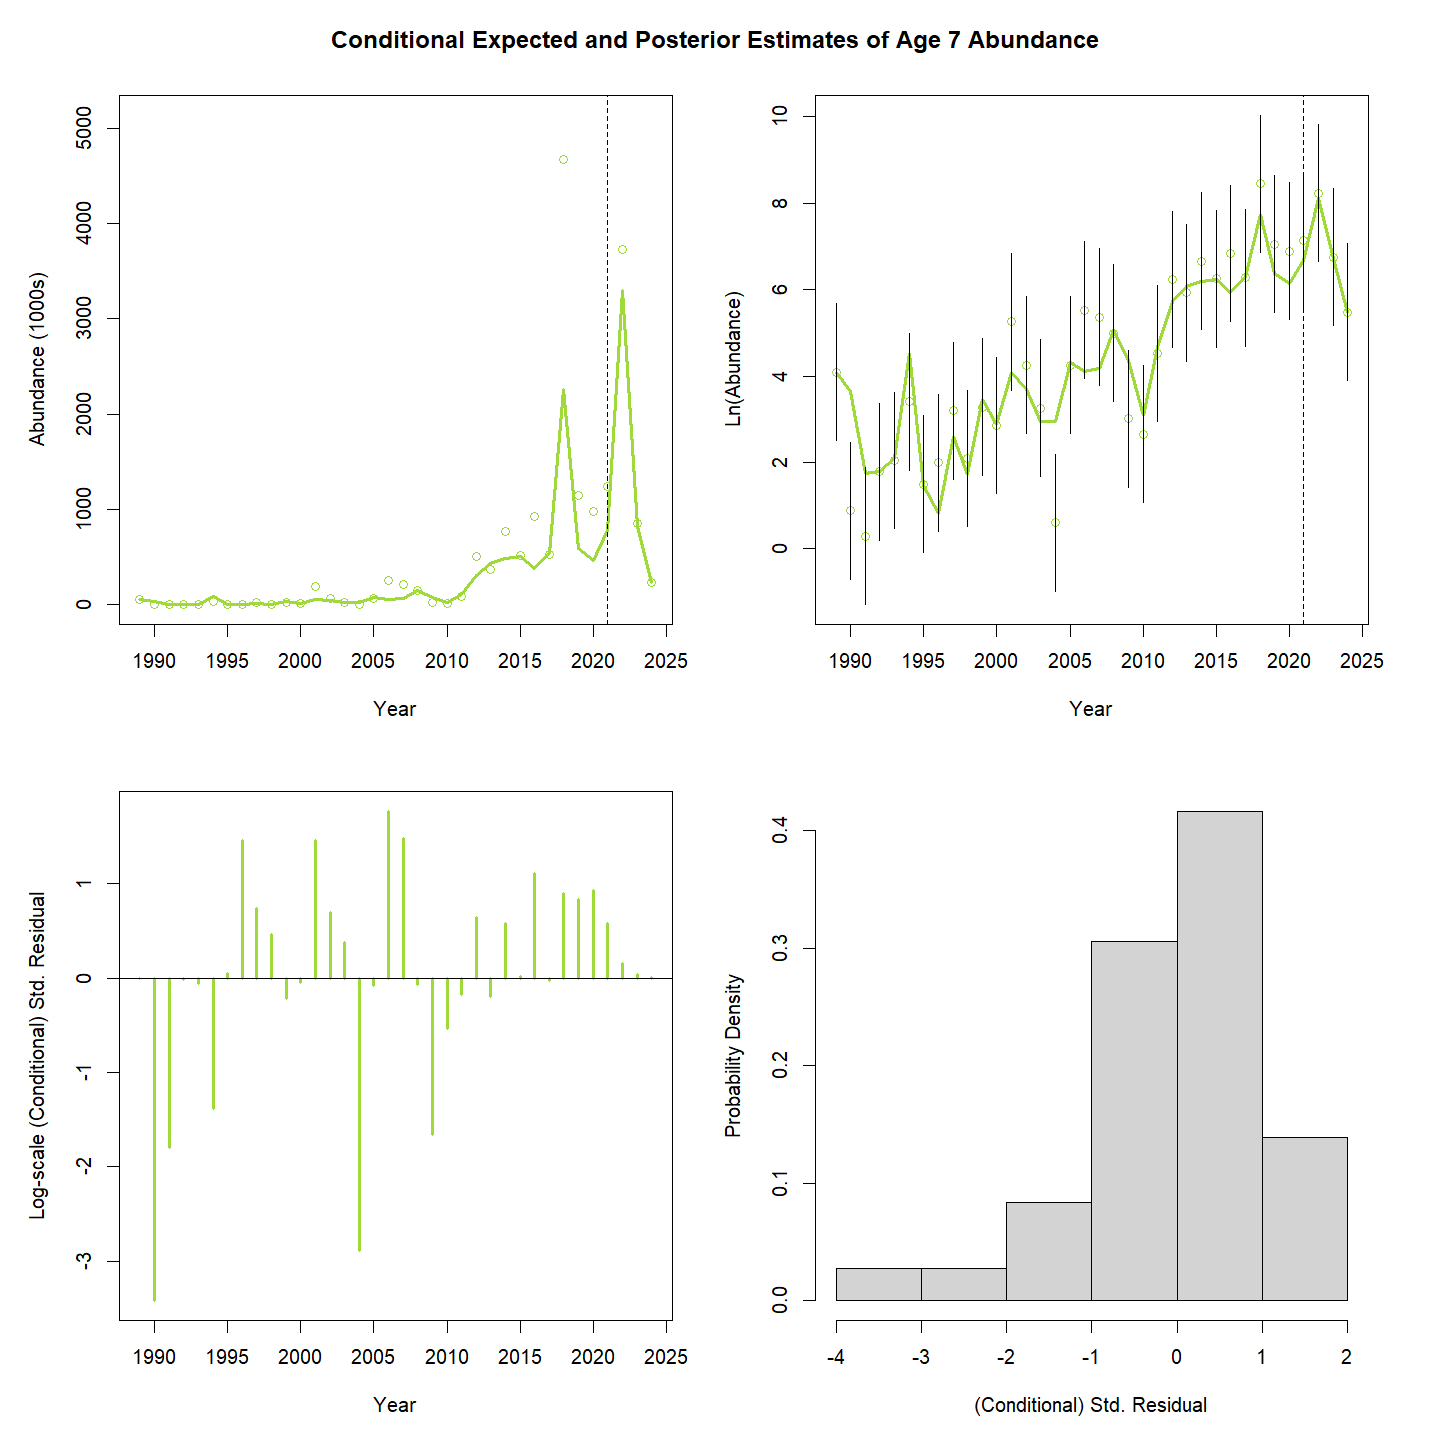 Conditional Expected and Posterior Estimates of Age 7 Abundance
Abundance (1000s)
0
1000
2000
3000
4000
5000
1990 1995 2000 2005 2010 2015 2020 2025
Year
Ln(Abundance)
0
2
4
6
8
10
1990 1995 2000 2005 2010 2015 2020 2025
Year
Log-scale (Conditional) Std. Residual
-3
-2
-1
0
1
1990 1995 2000 2005 2010 2015 2020 2025
Year
Probability Density
0.0
0.1
0.2
0.3
0.4
-4 -3 -2 -1 0 1 2
(Conditional) Std. Residual